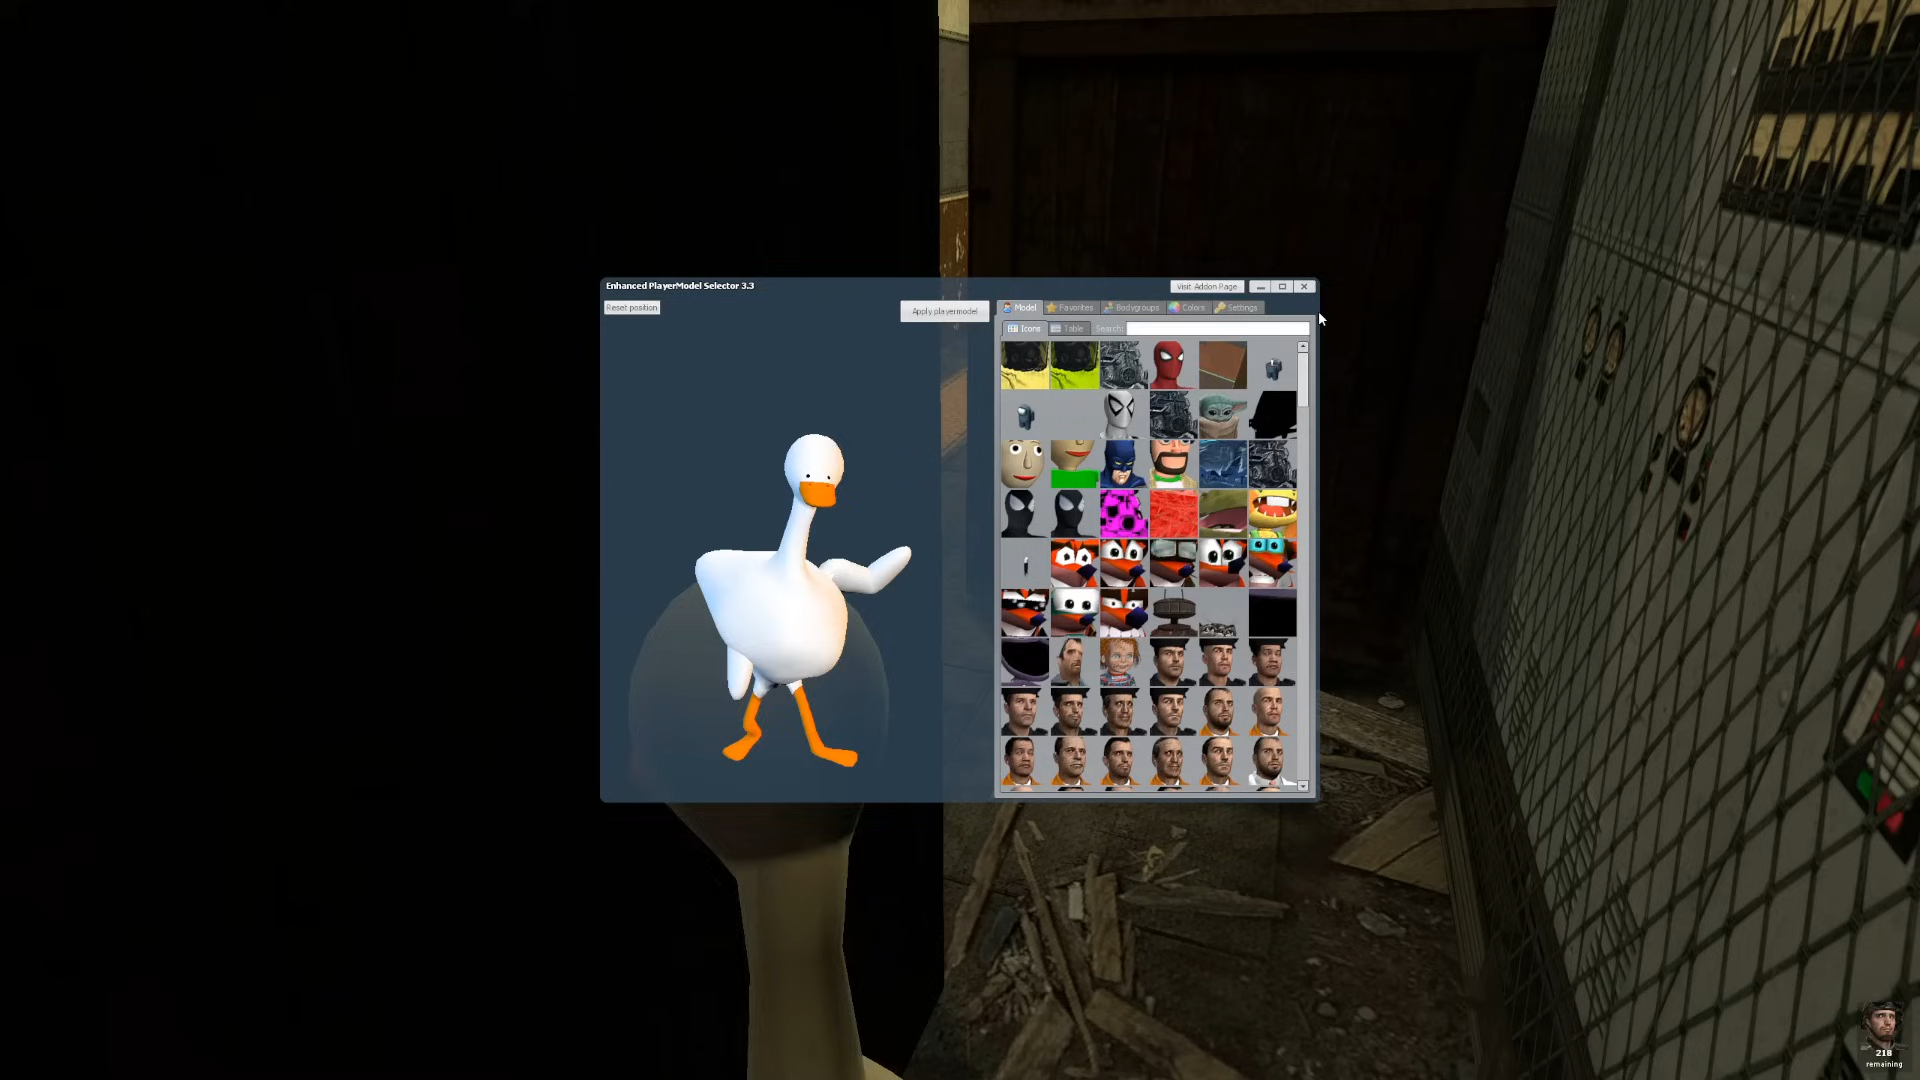 Enhanced PlayerModel Selector 3.3
Visit Addon Page
Reset position
Apply playermodel
Model
Favorites
Bodygroups
Colors
Settings
Icons
Table
Search:
218
remaining